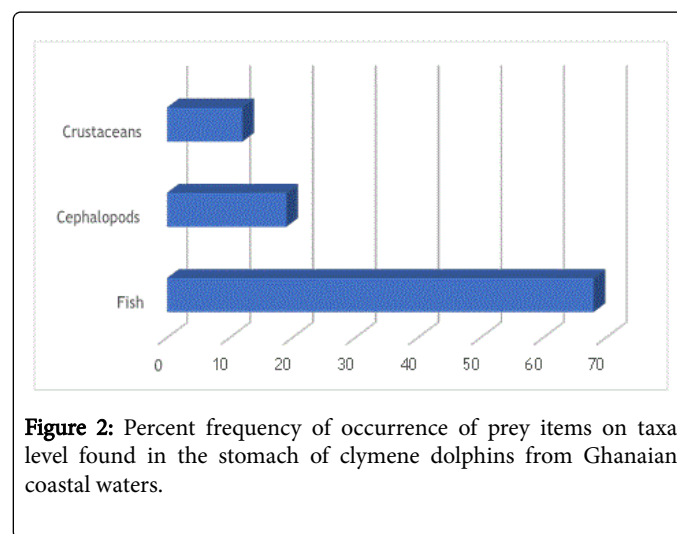 Crustaceans
Cephalopods
Fish
0 10 20 30 40 50 60 70
Figure 2: Percent frequency of occurrence of prey items on taxa
level found in the stomach of clymene dolphins from Ghanaian
coastal waters.